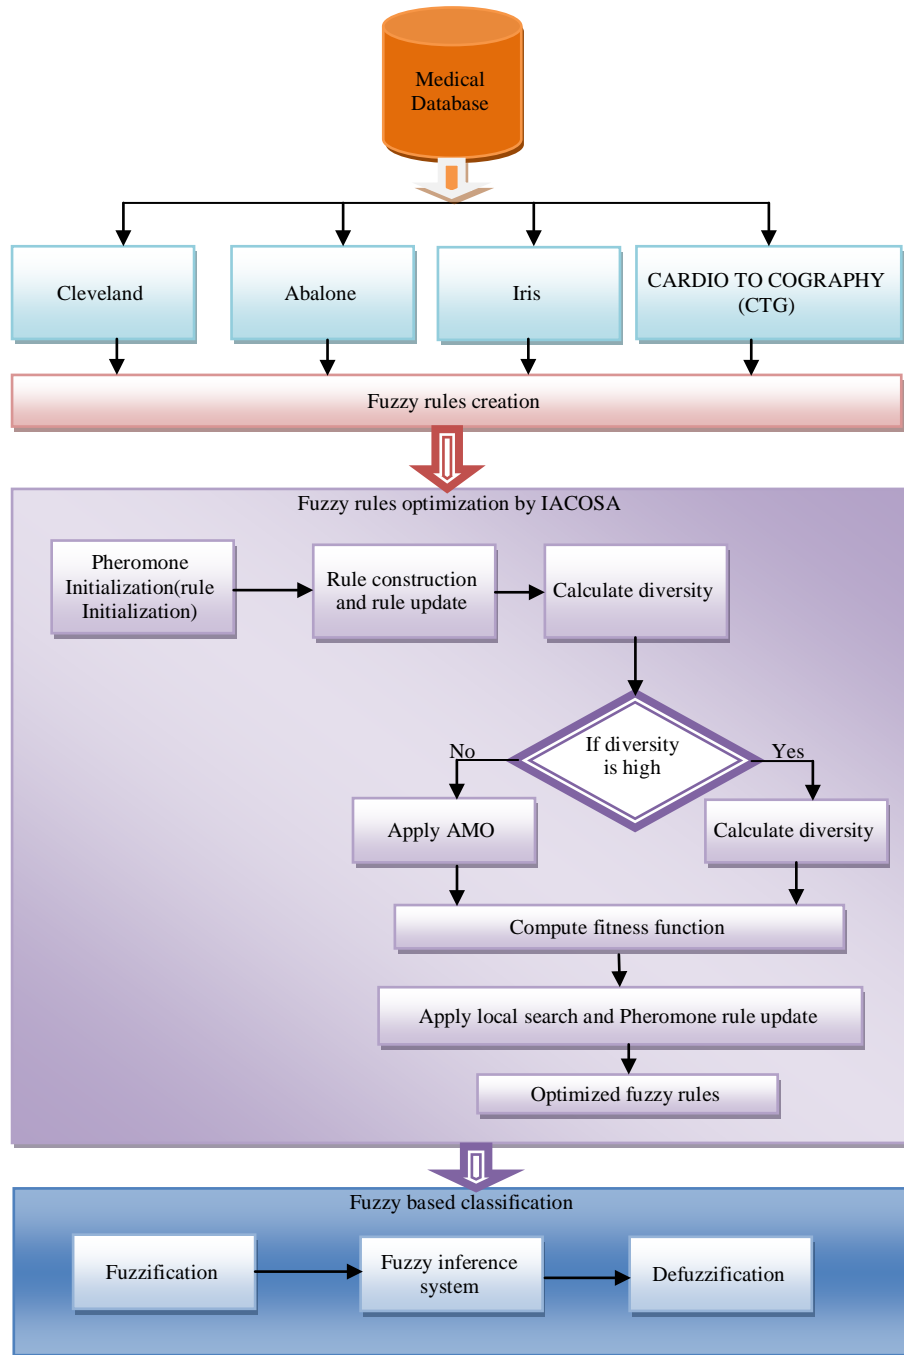 Medical
Database
Cleveland
Abalone
Iris
CARDIO TO COGRAPHY
(CTG)
Fuzzy rules creation
Fuzzy rules optimization by IACOSA
Pheromone
Initialization(rule
Initialization)
Rule construction
and rule update
Calculate diversity
If diversity
is high
No
Yes
Apply AMO
Calculate diversity
Compute fitness function
Apply local search and Pheromone rule update
Optimized fuzzy rules
Fuzzy based classification
Fuzzification
Fuzzy inference
system
Defuzzification